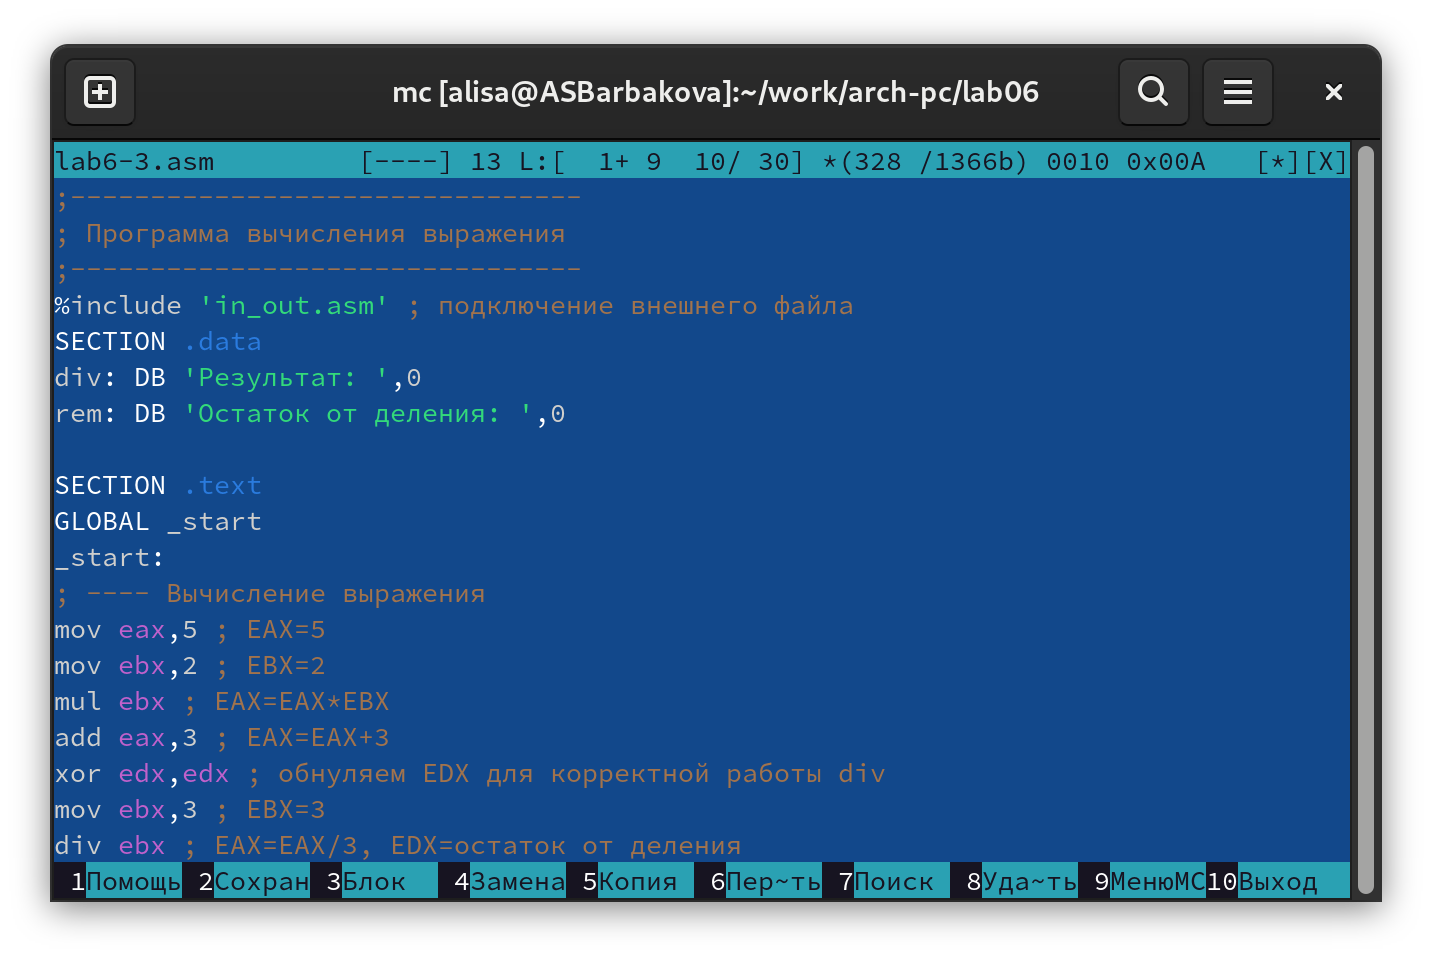 mc [alisa@ASBarbakova]:~/work/arch-pc/lab06
lab6-3.asm         [----] 13 L:[  1+ 9  10/ 30] *(328 /1366b) 0010 0x00A   [*][X]
;--------------------------------
; Программа вычисления выражения
;--------------------------------
%include 'in_out.asm' ; подключение внешнего файла
SECTION .data
div: DB 'Результат: ',0
rem: DB 'Остаток от деления: ',0
SECTION .text
GLOBAL _start
_start:
; ---- Вычисление выражения
mov eax,5 ; EAX=5
mov ebx,2 ; EBX=2
mul ebx ; EAX=EAX*EBX
add eax,3 ; EAX=EAX+3
xor edx,edx ; обнуляем EDX для корректной работы div
mov ebx,3 ; EBX=3
div ebx ; EAX=EAX/3, EDX=остаток от деления
1Помощь 2Сохран 3Блок 4Замена 5Копия 6Пер~ть 7Поиск 8Уда~ть 9МенюMC 10Выход